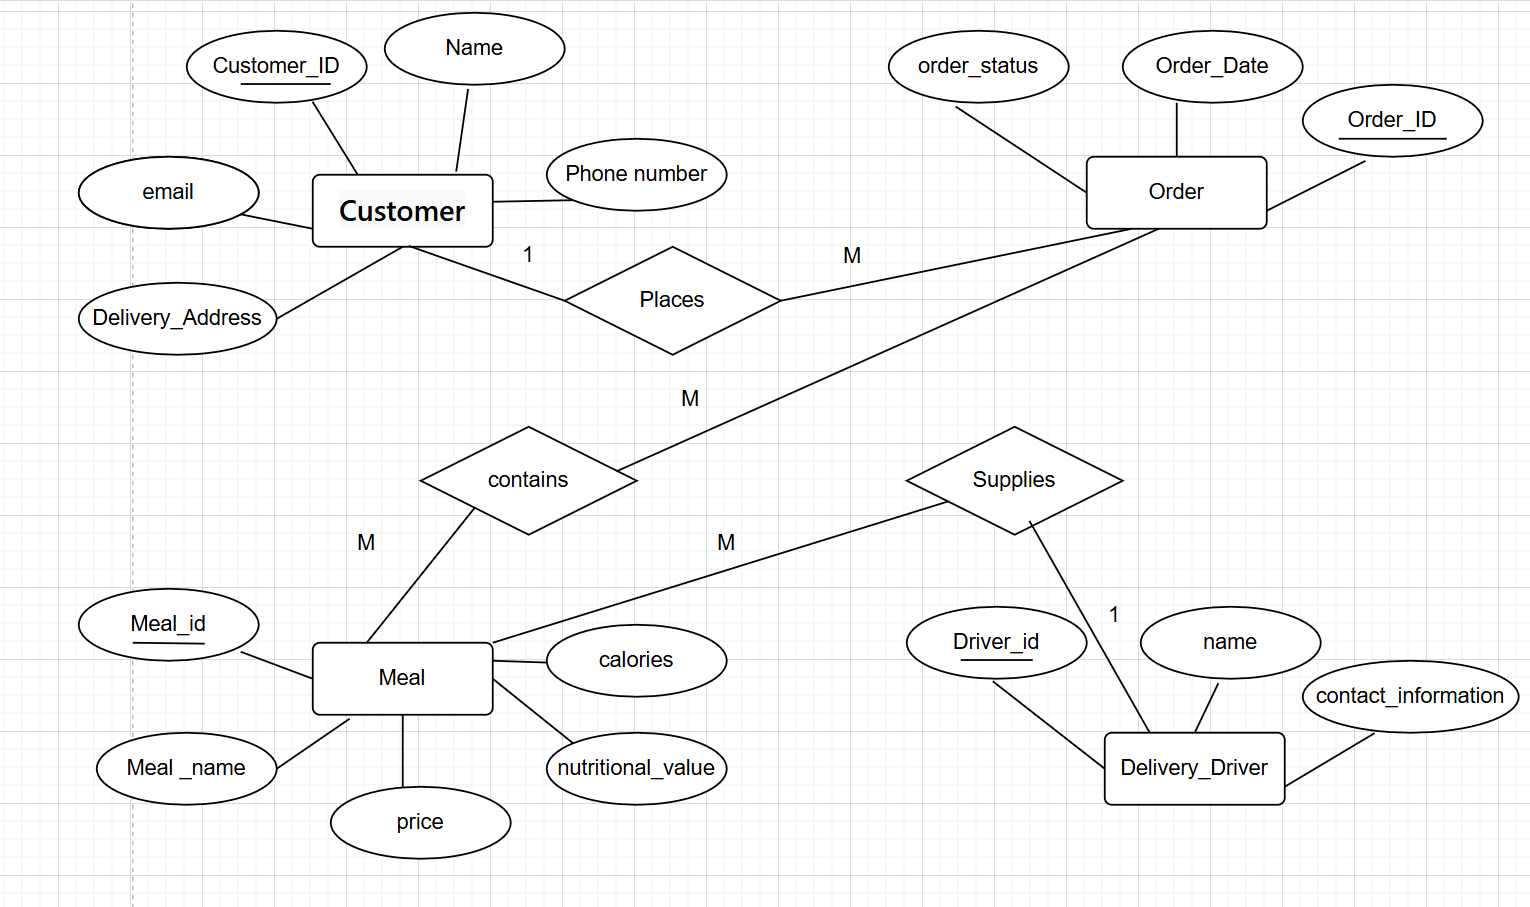 Name
Customer_ID
order_status
Order_Date
Order_ID
Phone number
email
Customer
Order
1
M
Places
Delivery_Address
M
contains
Supplies
M
M
Meal_id
1
Driver_id
name
calories
Meal
contact_information
Meal _name
nutritional_value
Delivery_Driver
price